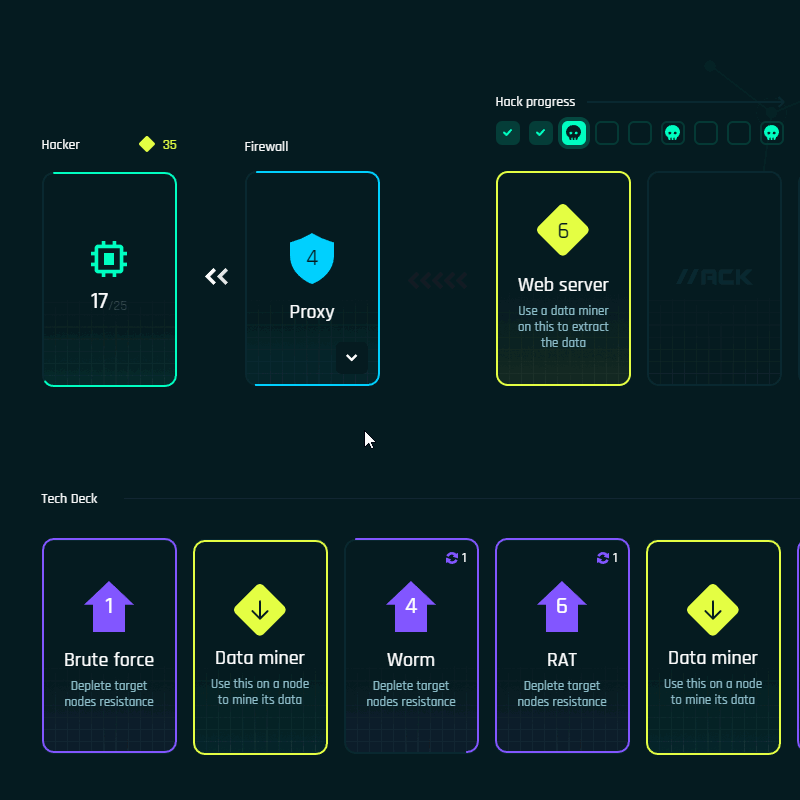 Hack progress
Hacker
35
Firewall
17/25
4
Proxy
6
Web server
Use a data miner
on this to extract
the data
//ACK
Tech Deck
1
Brute force
Deplete target
nodes resistance
Data miner
Use this on a node
to mine its data
1
4
Worm
Deplete target
nodes resistance
1
6
RAT
Deplete target
nodes resistance
Data miner
Use this on a node
to mine its data